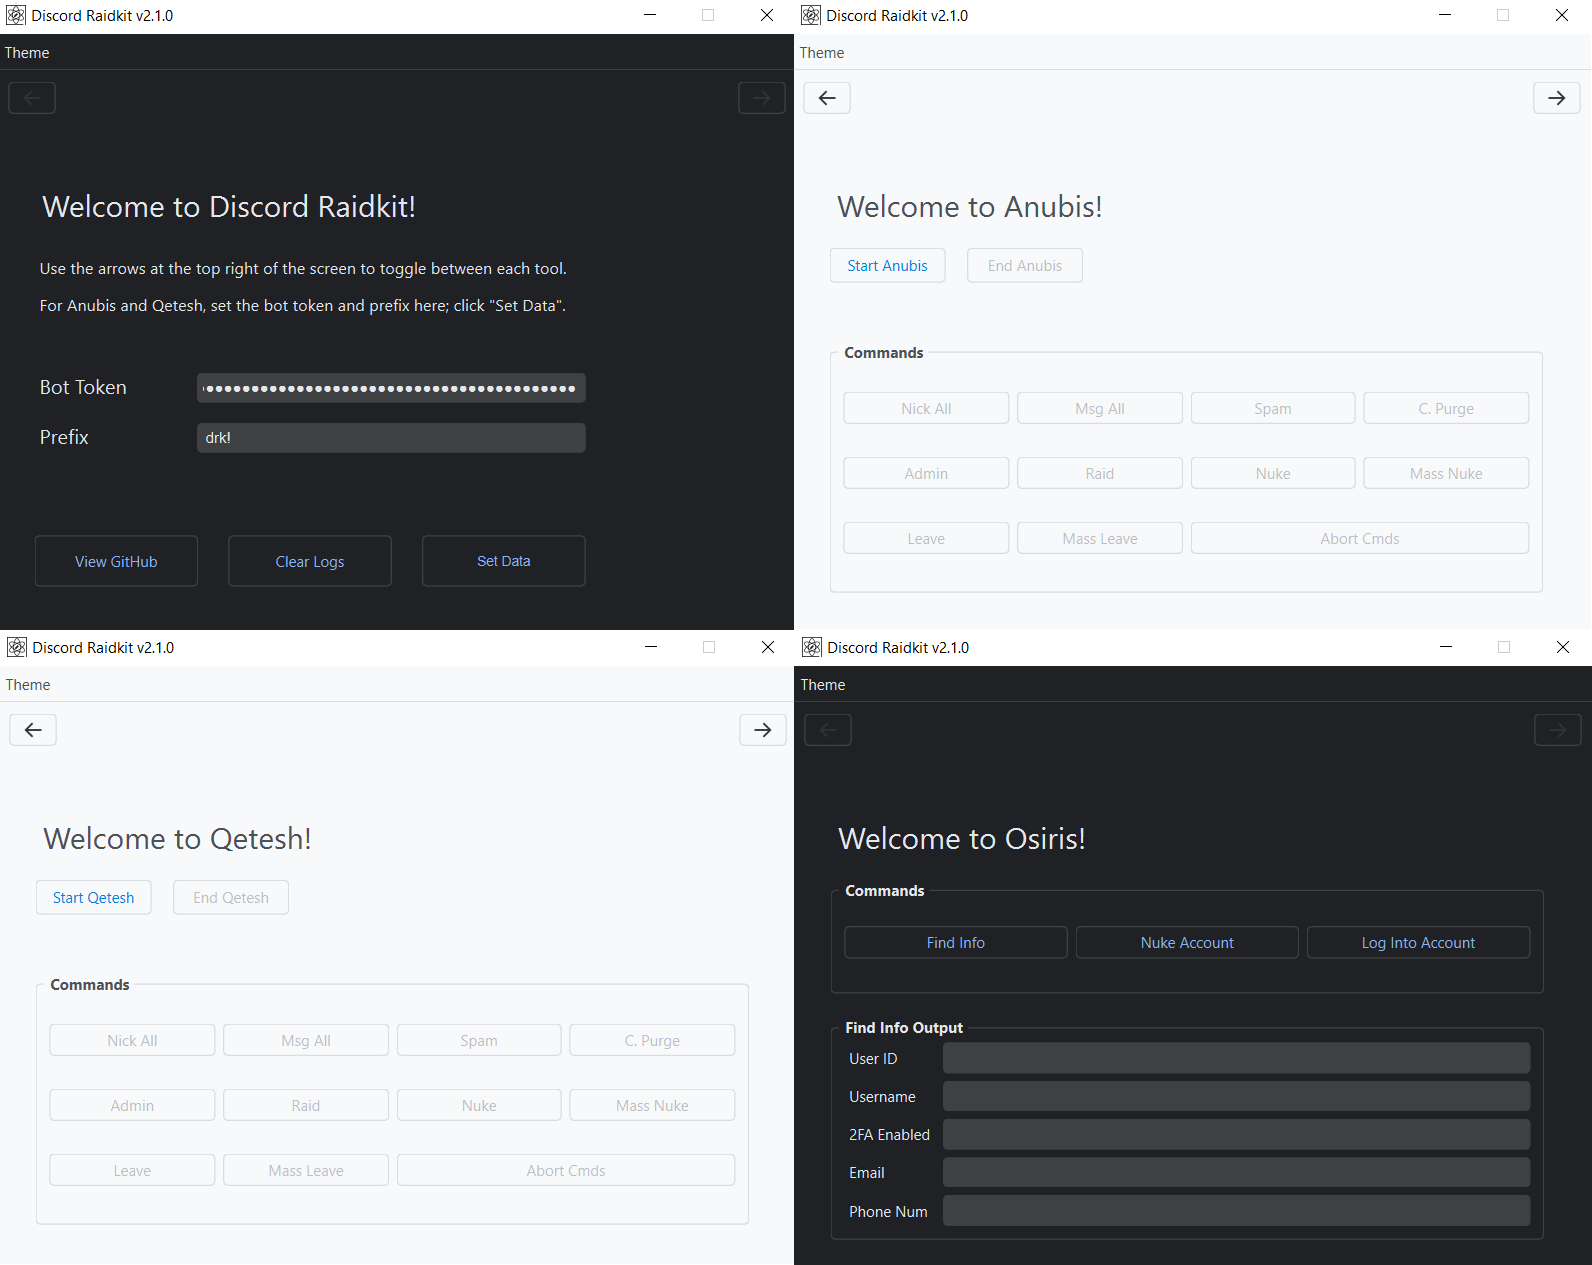 Discord Raidkit v2.1.0
Theme
Welcome to Discord Raidkit!
Use the arrows at the top right of the screen to toggle between each tool.
For Anubis and Qetesh, set the bot token and prefix here; click "Set Data".
Bot Token
Prefix drk!
View GitHub Clear Logs Set Data
Discord Raidkit v2.1.0
Theme
Welcome to Anubis!
Start Anubis End Anubis
Commands
Nick All Msg All Spam C. Purge
Admin Raid Nuke Mass Nuke
Leave Mass Leave Abort Cmds
Discord Raidkit v2.1.0
Theme
Welcome to Qetesh!
Start Qetesh End Qetesh
Commands
Nick All Msg All Spam C. Purge
Admin Raid Nuke Mass Nuke
Leave Mass Leave Abort Cmds
Discord Raidkit v2.1.0
Theme
Welcome to Osiris!
Commands
Find Info Nuke Account Log Into Account
Find Info Output
User ID
Username
2FA Enabled
Email
Phone Num